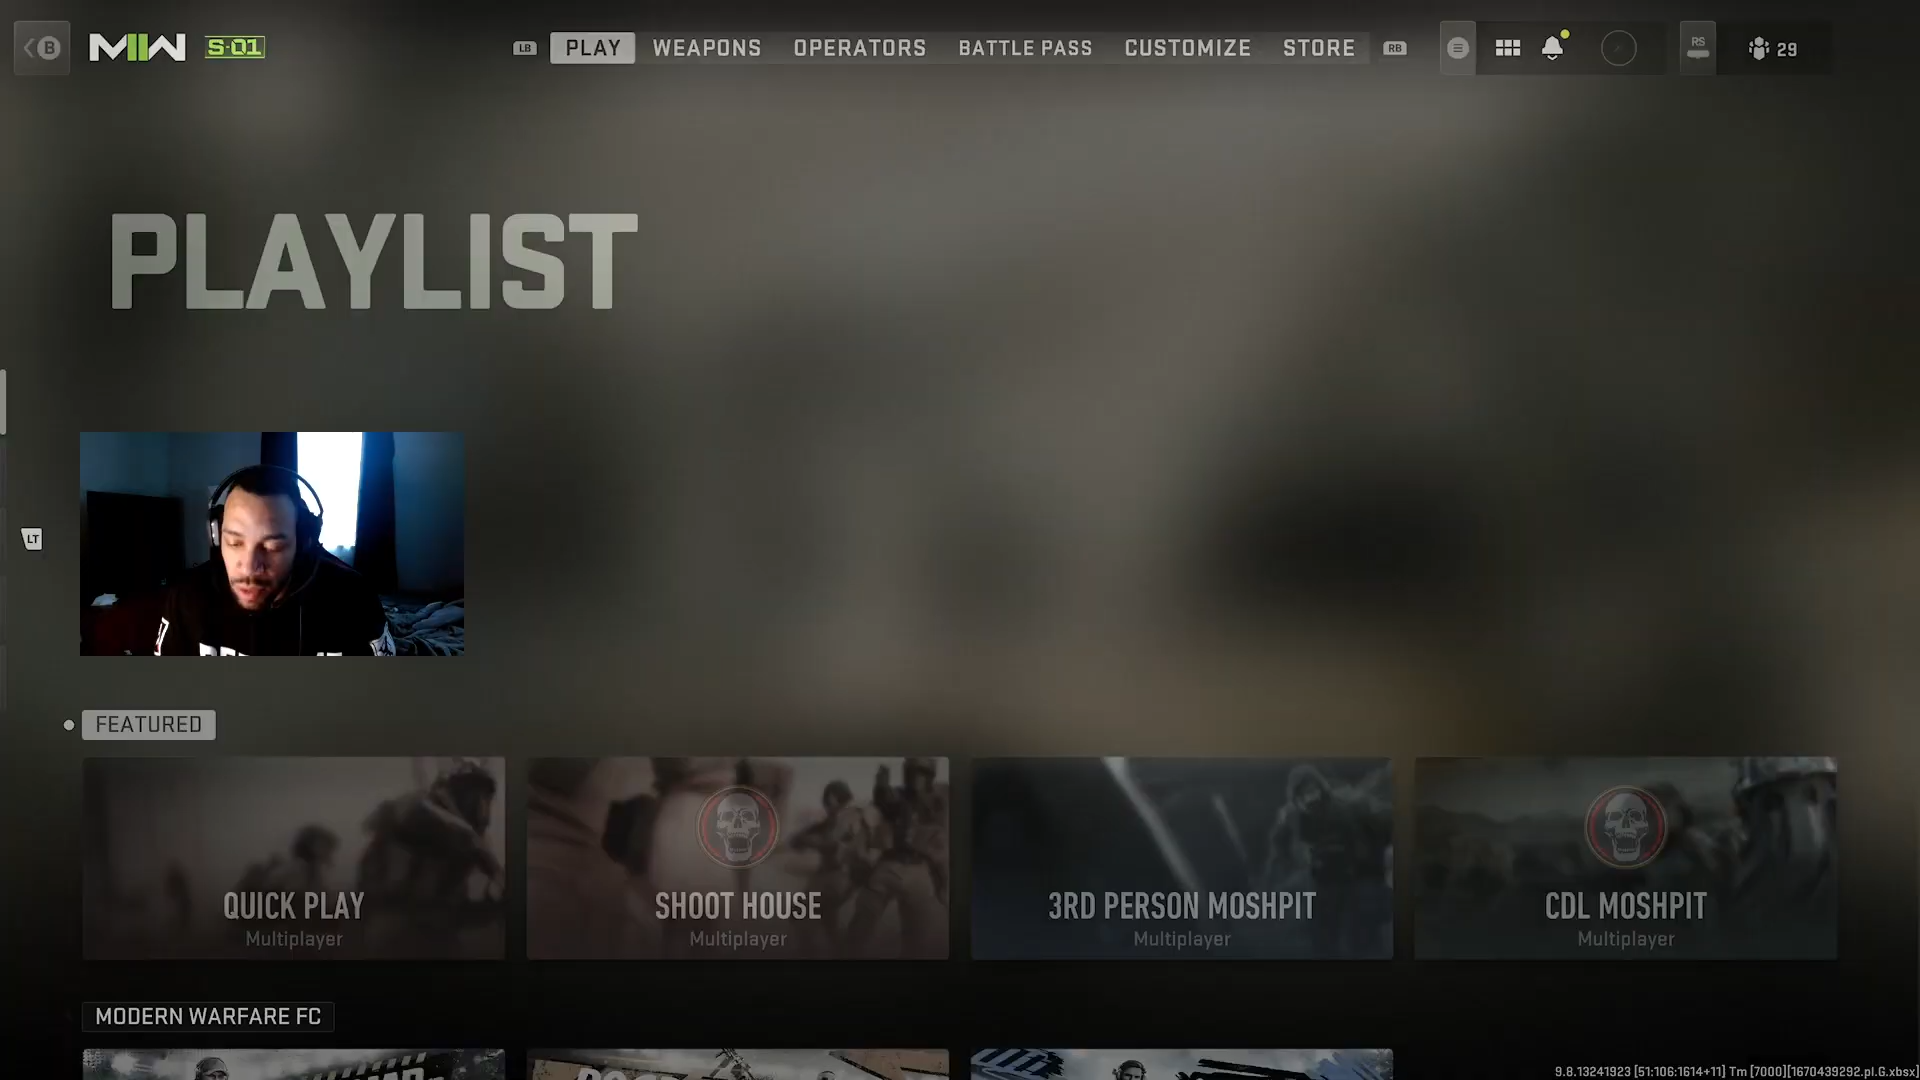 B MWII S-01 LB PLAY WEAPONS OPERATORS BATTLE PASS CUSTOMIZE STORE RB RS 29
PLAYLIST
LT
FEATURED
QUICK PLAY
Multiplayer
SHOOT HOUSE
Multiplayer
3RD PERSON MOSHPIT
Multiplayer
CDL MOSHPIT
Multiplayer
MODERN WARFARE FC
9.8.13241923 [51:106:1614+11] Tm [7000][1670439292.pl.G.xbsx]